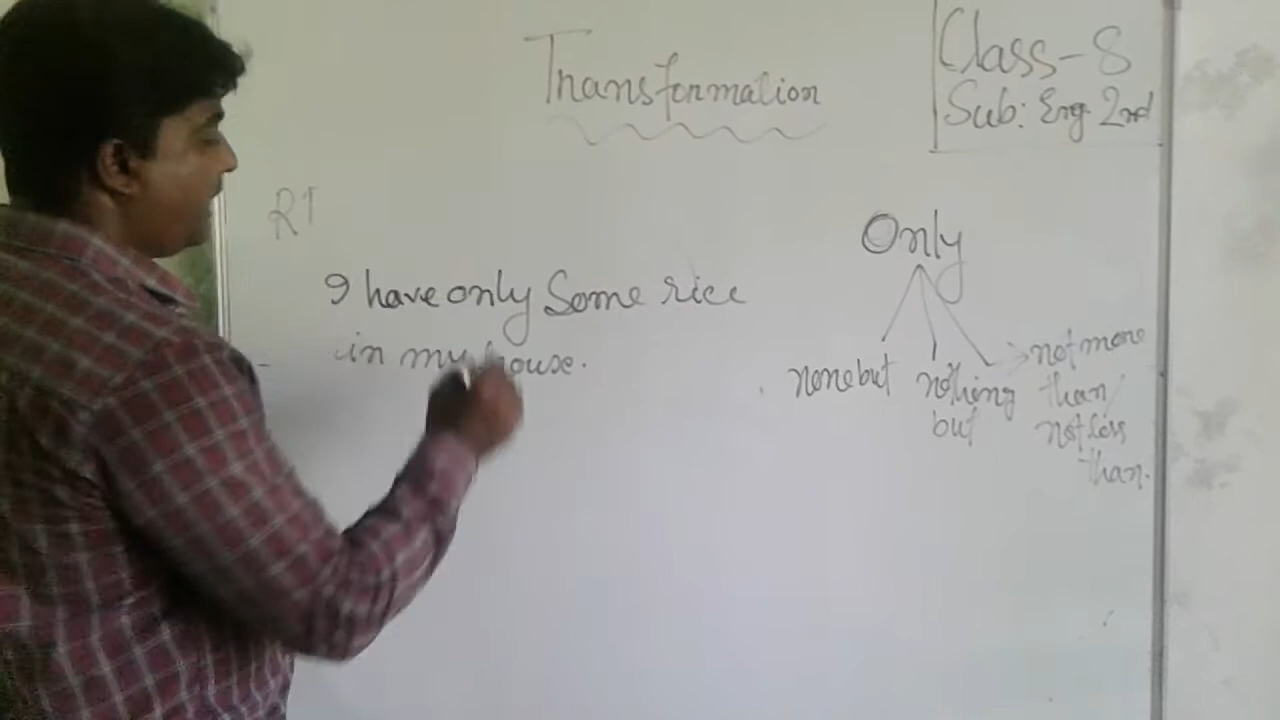 Transformation
Class-8
Sub: Eng. 2nd
I have only Some rice
in my house.
Only
none but
nothing
but
not more
than/
not less
than.